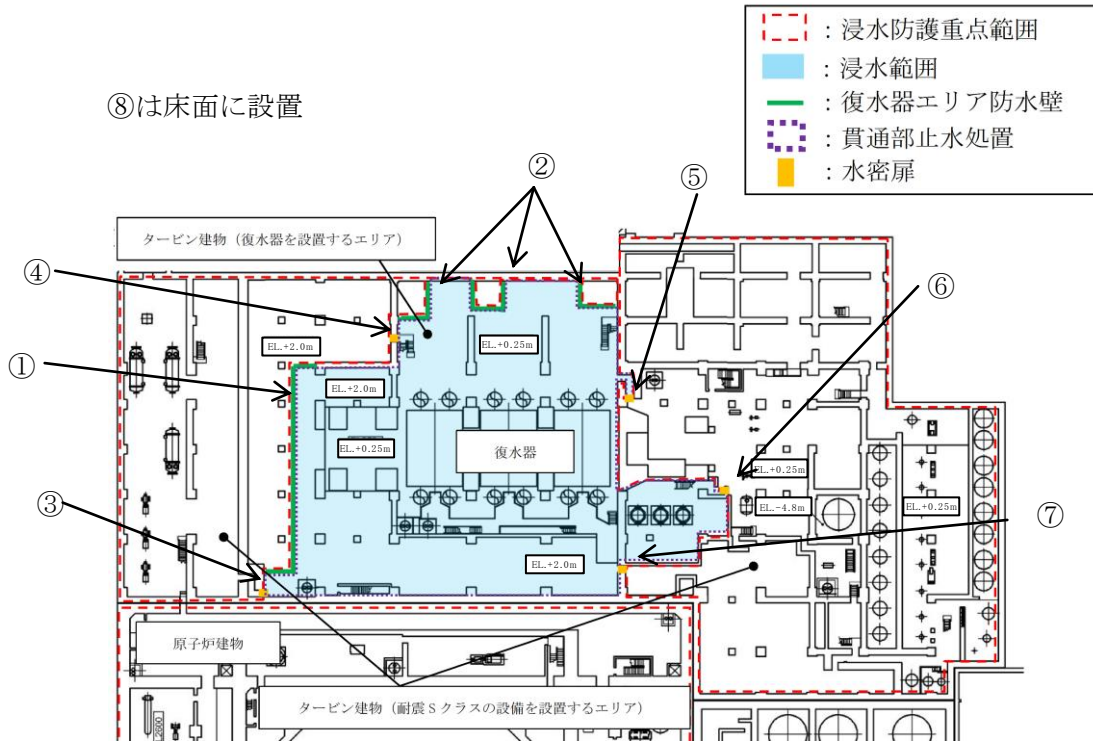 ：浸水防護重点範囲
：浸水範囲
：復水器エリア防水壁
：貫通部止水処置
：水密扉
⑧は床面に設置
②
⑤
タービン建物（復水器を設置するエリア）
④
⑥
EL.+2.0m
EL.+0.25m
①
EL.+2.0m
EL.+0.25m
復水器
EL.+0.25m
EL.-4.8m
EL.+0.25m
③
⑦
EL.+2.0m
原子炉建物
タービン建物（耐震Ｓクラスの設備を設置するエリア）